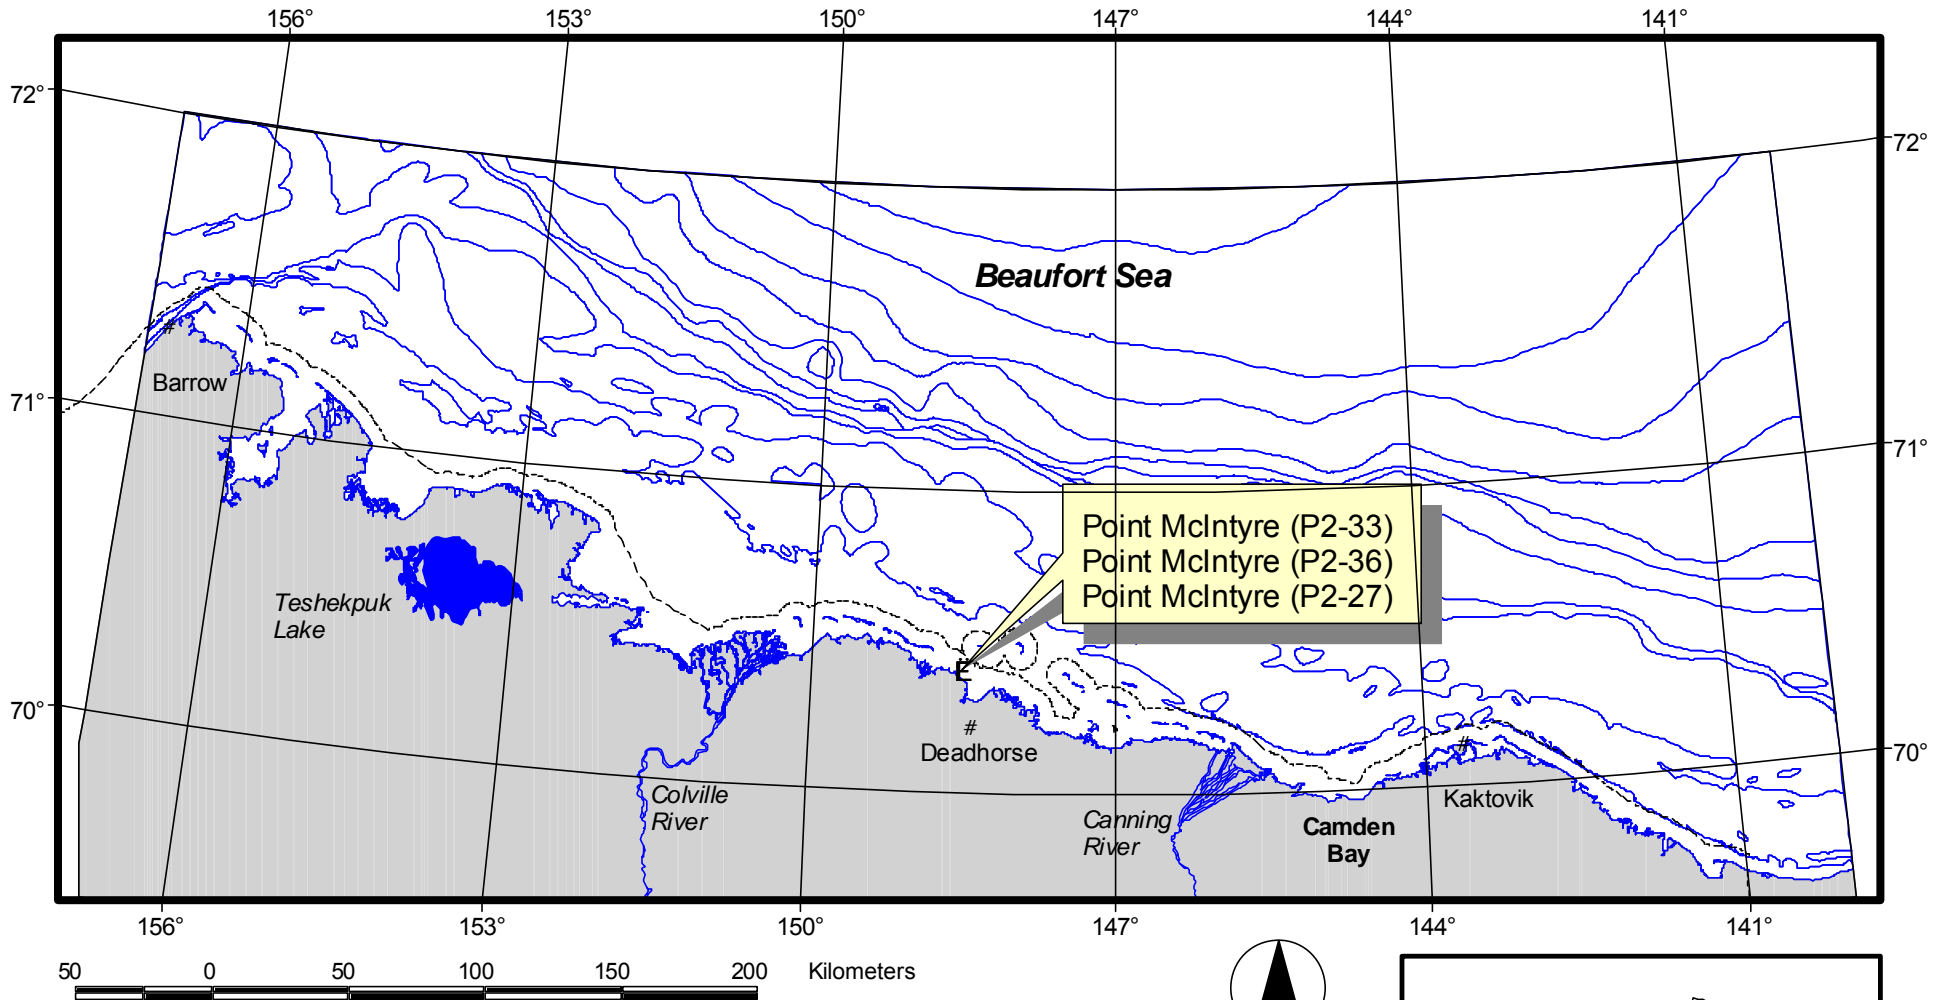 156° 153° 150° 147° 144° 141°
72°
72°
Beaufort Sea
Barrow
71°
71°
Point McIntyre (P2-33)
Point McIntyre (P2-36)
Point McIntyre (P2-27)
Teshekpuk
Lake
E
#
#
#
70°
70°
Deadhorse
Colville
River
Canning
River
Kaktovik
Camden
Bay
156° 153° 150° 147° 144° 141°
50 0 50 100 150 200 Kilometers